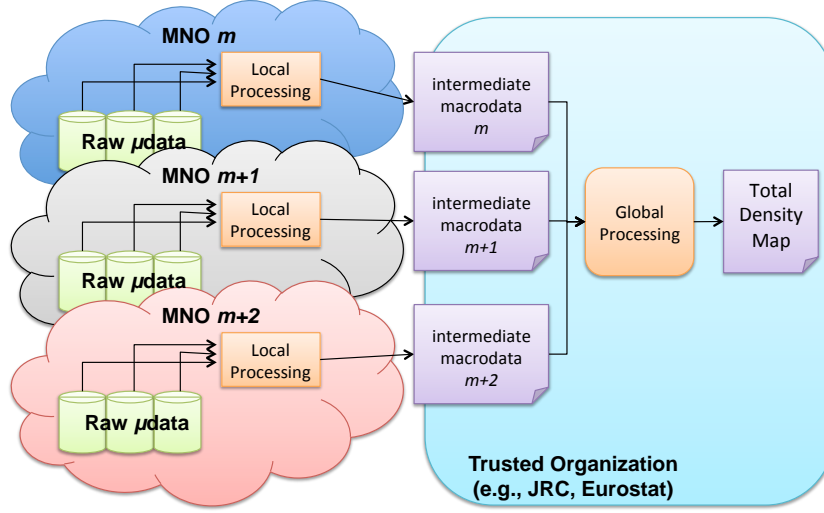 MNO m
Local
Processing
Raw µdata
intermediate
macrodata
m
MNO m+1
Local
Processing
Raw µdata
intermediate
macrodata
m+1
MNO m+2
Local
Processing
Raw µdata
intermediate
macrodata
m+2
Global
Processing
Total
Density
Map
Trusted Organization
(e.g., JRC, Eurostat)